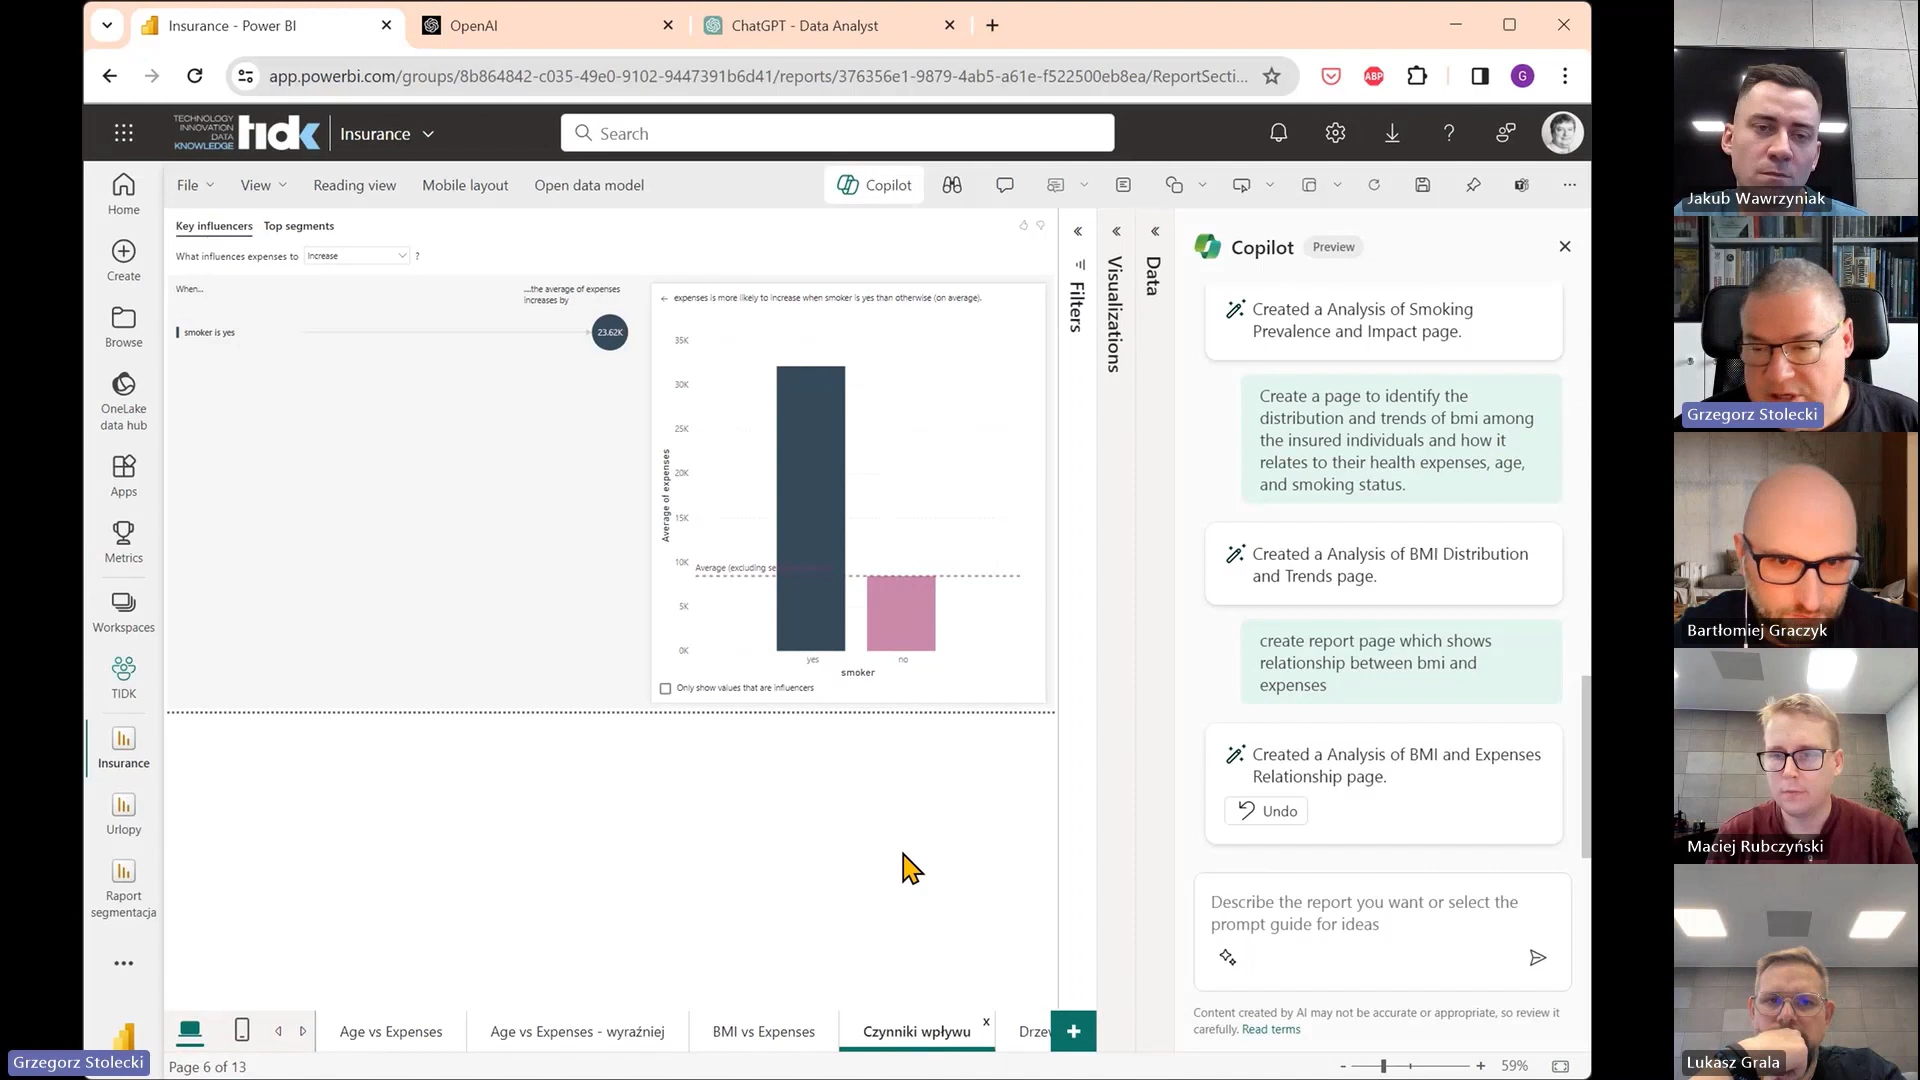 Insurance - Power BI
OpenAI
ChatGPT - Data Analyst
app.powerbi.com/groups/8b864842-c035-49e0-9102-9447391b6d41/reports/376356e1-9879-4ab5-a61e-f522500eb8ea/ReportSecti...
ABP
G
TECHNOLOGY
INNOVATION
DATA
KNOWLEDGE
tidk
Insurance
Search
File
View
Reading view
Mobile layout
Open data model
Copilot
Home
Create
Browse
OneLake
data hub
Apps
Metrics
Workspaces
TIDK
Insurance
Urlopy
Raport
segmentacja
Key influencers
Top segments
What influences expenses to
Increase
?
When...
....the average of expenses
increases by
smoker is yes
23.62K
expenses is more likely to increase when smoker is yes than otherwise (on average).
35K
30K
25K
20K
15K
10K
5K
0K
Average of expenses
Average (excluding se
yes
no
smoker
Only show values that are influencers
Filters
Visualizations
Data
Copilot
Preview
Created a Analysis of Smoking
Prevalence and Impact page.
Create a page to identify the
distribution and trends of bmi among
the insured individuals and how it
relates to their health expenses, age,
and smoking status.
Created a Analysis of BMI Distribution
and Trends page.
create report page which shows
relationship between bmi and
expenses
Created a Analysis of BMI and Expenses
Relationship page.
Undo
Describe the report you want or select the
prompt guide for ideas
Content created by AI may not be accurate or appropriate, so review it
carefully. Read terms
Age vs Expenses
Age vs Expenses - wyraźniej
BMI vs Expenses
Czynniki wpływu
x
Drze
Page 6 of 13
59%
Grzegorz Stolecki
Jakub Wawrzyniak
Grzegorz Stolecki
Bartłomiej Graczyk
Maciej Rubczyński
Lukasz Grala